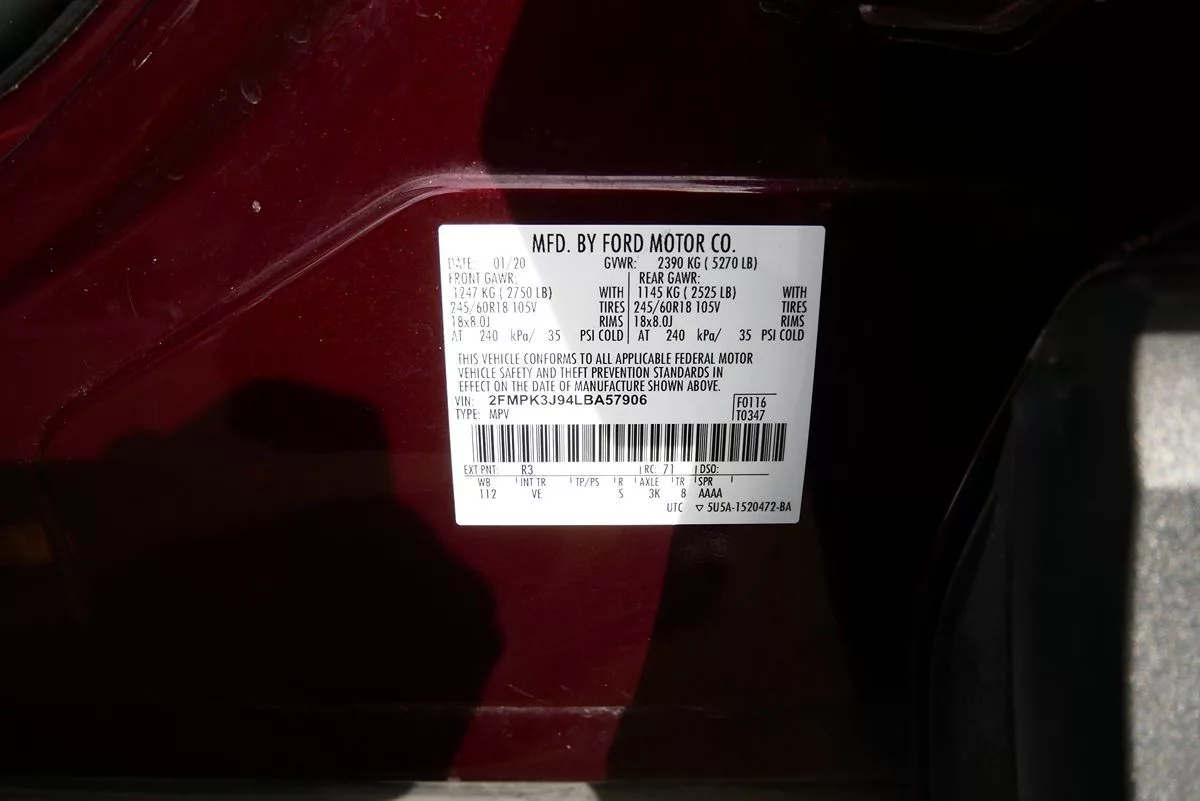 MFD. BY FORD MOTOR CO.
DATE: 01/20 GVWR: 2390 KG ( 5270 LB)
FRONT GAWR: REAR GAWR:
1247 KG ( 2750 LB) WITH 1145 KG ( 2525 LB) WITH
245/60R18 105V TIRES 245/60R18 105V TIRES
18x8.0J RIMS 18x8.0J RIMS
AT 240 kPa/ 35 PSI COLD AT 240 kPa/ 35 PSI COLD
THIS VEHICLE CONFORMS TO ALL APPLICABLE FEDERAL MOTOR
VEHICLE SAFETY AND THEFT PREVENTION STANDARDS IN
EFFECT ON THE DATE OF MANUFACTURE SHOWN ABOVE.
VIN: 2FMPK3J94LBA57906 F0116
TYPE: MPV T0347
EXT PNT: R3 RC: 71 DSO:
WB INT TR TP/PS R AXLE TR SPR
112 VE S 3K 8 AAAA
UTC ▽ 5U5A-1520472-BA